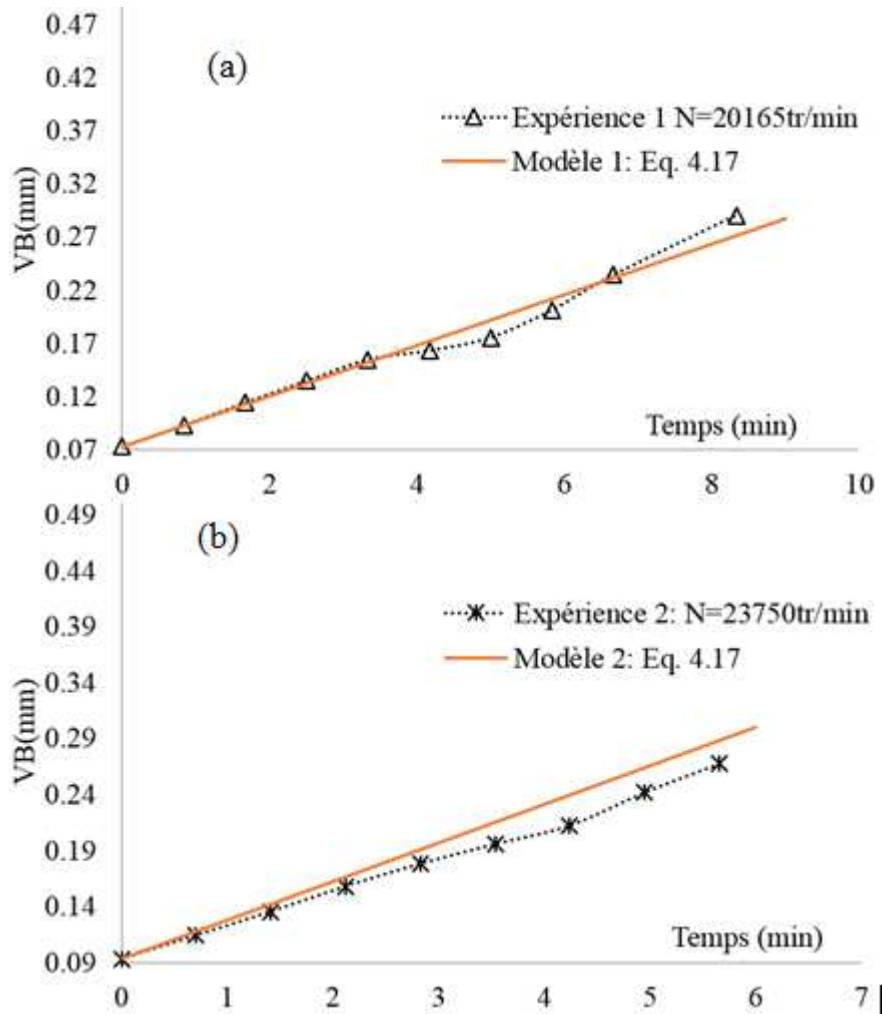 0.47
(a)
0.42
Expérience 1 N=20165tr/min
0.37
Modèle 1: Eq. 4.17
0.32
VB(mm)
0.27
0.22
0.17
0.12
Temps (min)
0.07
0 2 4 6 8 10
0.49
(b)
0.44
Expérience 2: N=23750tr/min
0.39
Modèle 2: Eq. 4.17
0.34
VB(mm)
0.29
0.24
0.19
0.14
Temps (min)
0.09
0 1 2 3 4 5 6 7